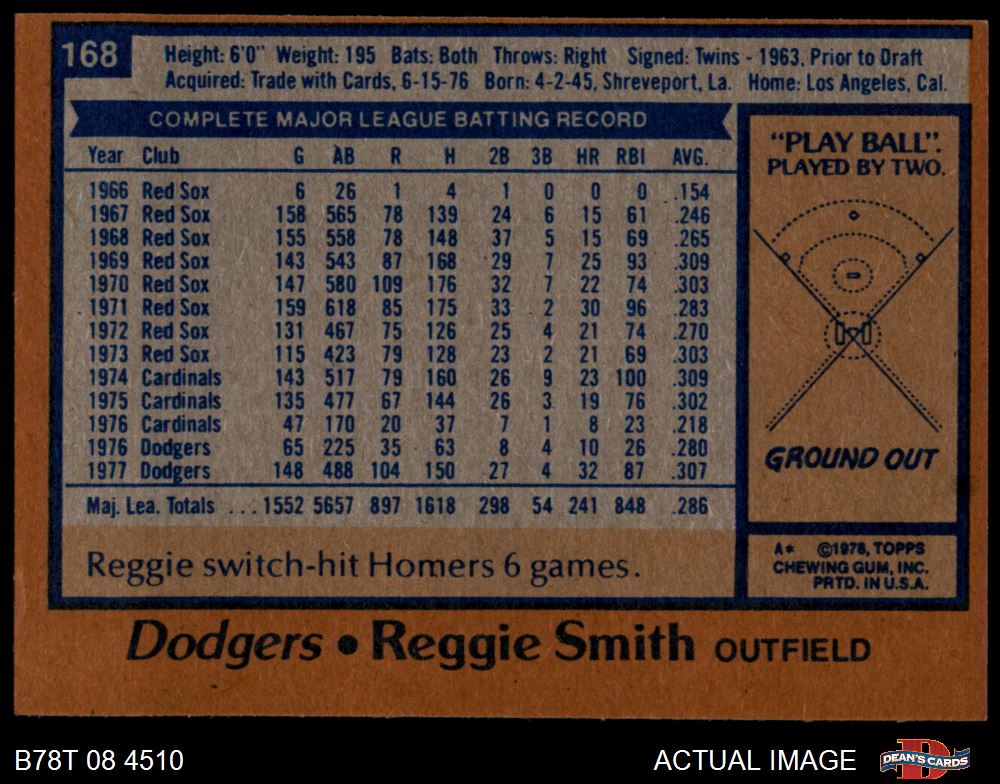 168
Height: 6'0" Weight: 195 Bats: Both Throws: Right Signed: Twins - 1963, Prior to Draft
Acquired: Trade with Cards, 6-15-76 Born: 4-2-45, Shreveport, La. Home: Los Angeles, Cal.
COMPLETE MAJOR LEAGUE BATTING RECORD
Year Club G AB R H 2B 3B HR RBI AVG.
1966 Red Sox 6 26 1 4 1 0 0 0 .154
1967 Red Sox 158 565 78 139 24 6 15 61 .246
1968 Red Sox 155 558 78 148 37 5 15 69 .265
1969 Red Sox 143 543 87 168 29 7 25 93 .309
1970 Red Sox 147 580 109 176 32 7 22 74 .303
1971 Red Sox 159 618 85 175 33 2 30 96 .283
1972 Red Sox 131 467 75 126 25 4 21 74 .270
1973 Red Sox 115 423 79 128 23 2 21 69 .303
1974 Cardinals 143 517 79 160 26 9 23 100 .309
1975 Cardinals 135 477 67 144 26 3 19 76 .302
1976 Cardinals 47 170 20 37 7 1 8 23 .218
1976 Dodgers 65 225 35 63 8 4 10 26 .280
1977 Dodgers 148 488 104 150 27 4 32 87 .307
Maj. Lea. Totals ... 1552 5657 897 1618 298 54 241 848 .286
Reggie switch-hit Homers 6 games.
"PLAY BALL".
PLAYED BY TWO.
GROUND OUT
A* ©1978, TOPPS
CHEWING GUM, INC.
PRTD. IN U.S.A.
Dodgers • Reggie Smith OUTFIELD
B78T 08 4510
ACTUAL IMAGE
D
DEAN'S CARDS